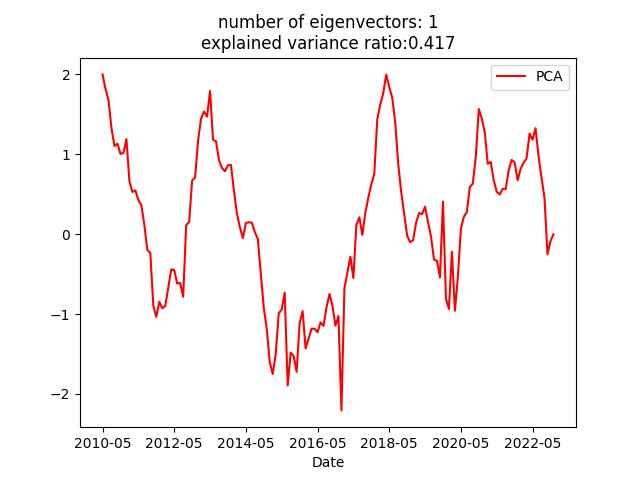 number of eigenvectors: 1
explained variance ratio:0.417
PCA
2
1
0
−1
−2
2010-05 2012-05 2014-05 2016-05 2018-05 2020-05 2022-05
Date